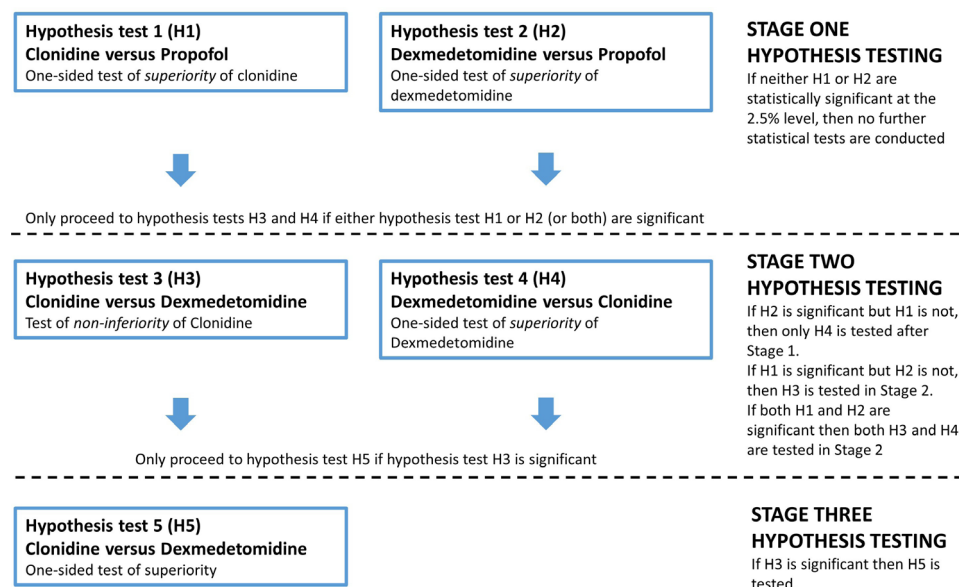 Hypothesis test 1 (H1)
Clonidine versus Propofol
One-sided test of superiority of clonidine
Hypothesis test 2 (H2)
Dexmedetomidine versus Propofol
One-sided test of superiority of
dexmedetomidine
STAGE ONE
HYPOTHESIS TESTING
If neither H1 or H2 are
statistically significant at the
2.5% level, then no further
statistical tests are conducted
Only proceed to hypothesis tests H3 and H4 if either hypothesis test H1 or H2 (or both) are significant
Hypothesis test 3 (H3)
Clonidine versus Dexmedetomidine
Test of non-inferiority of Clonidine
Hypothesis test 4 (H4)
Dexmedetomidine versus Clonidine
One-sided test of superiority of
Dexmedetomidine
STAGE TWO
HYPOTHESIS TESTING
If H2 is significant but H1 is not,
then only H4 is tested after
Stage 1.
If H1 is significant but H2 is not,
then H3 is tested in Stage 2.
If both H1 and H2 are
significant then both H3 and H4
are tested in Stage 2
Only proceed to hypothesis test H5 if hypothesis test H3 is significant
Hypothesis test 5 (H5)
Clonidine versus Dexmedetomidine
One-sided test of superiority
STAGE THREE
HYPOTHESIS TESTING
If H3 is significant then H5 is
tested